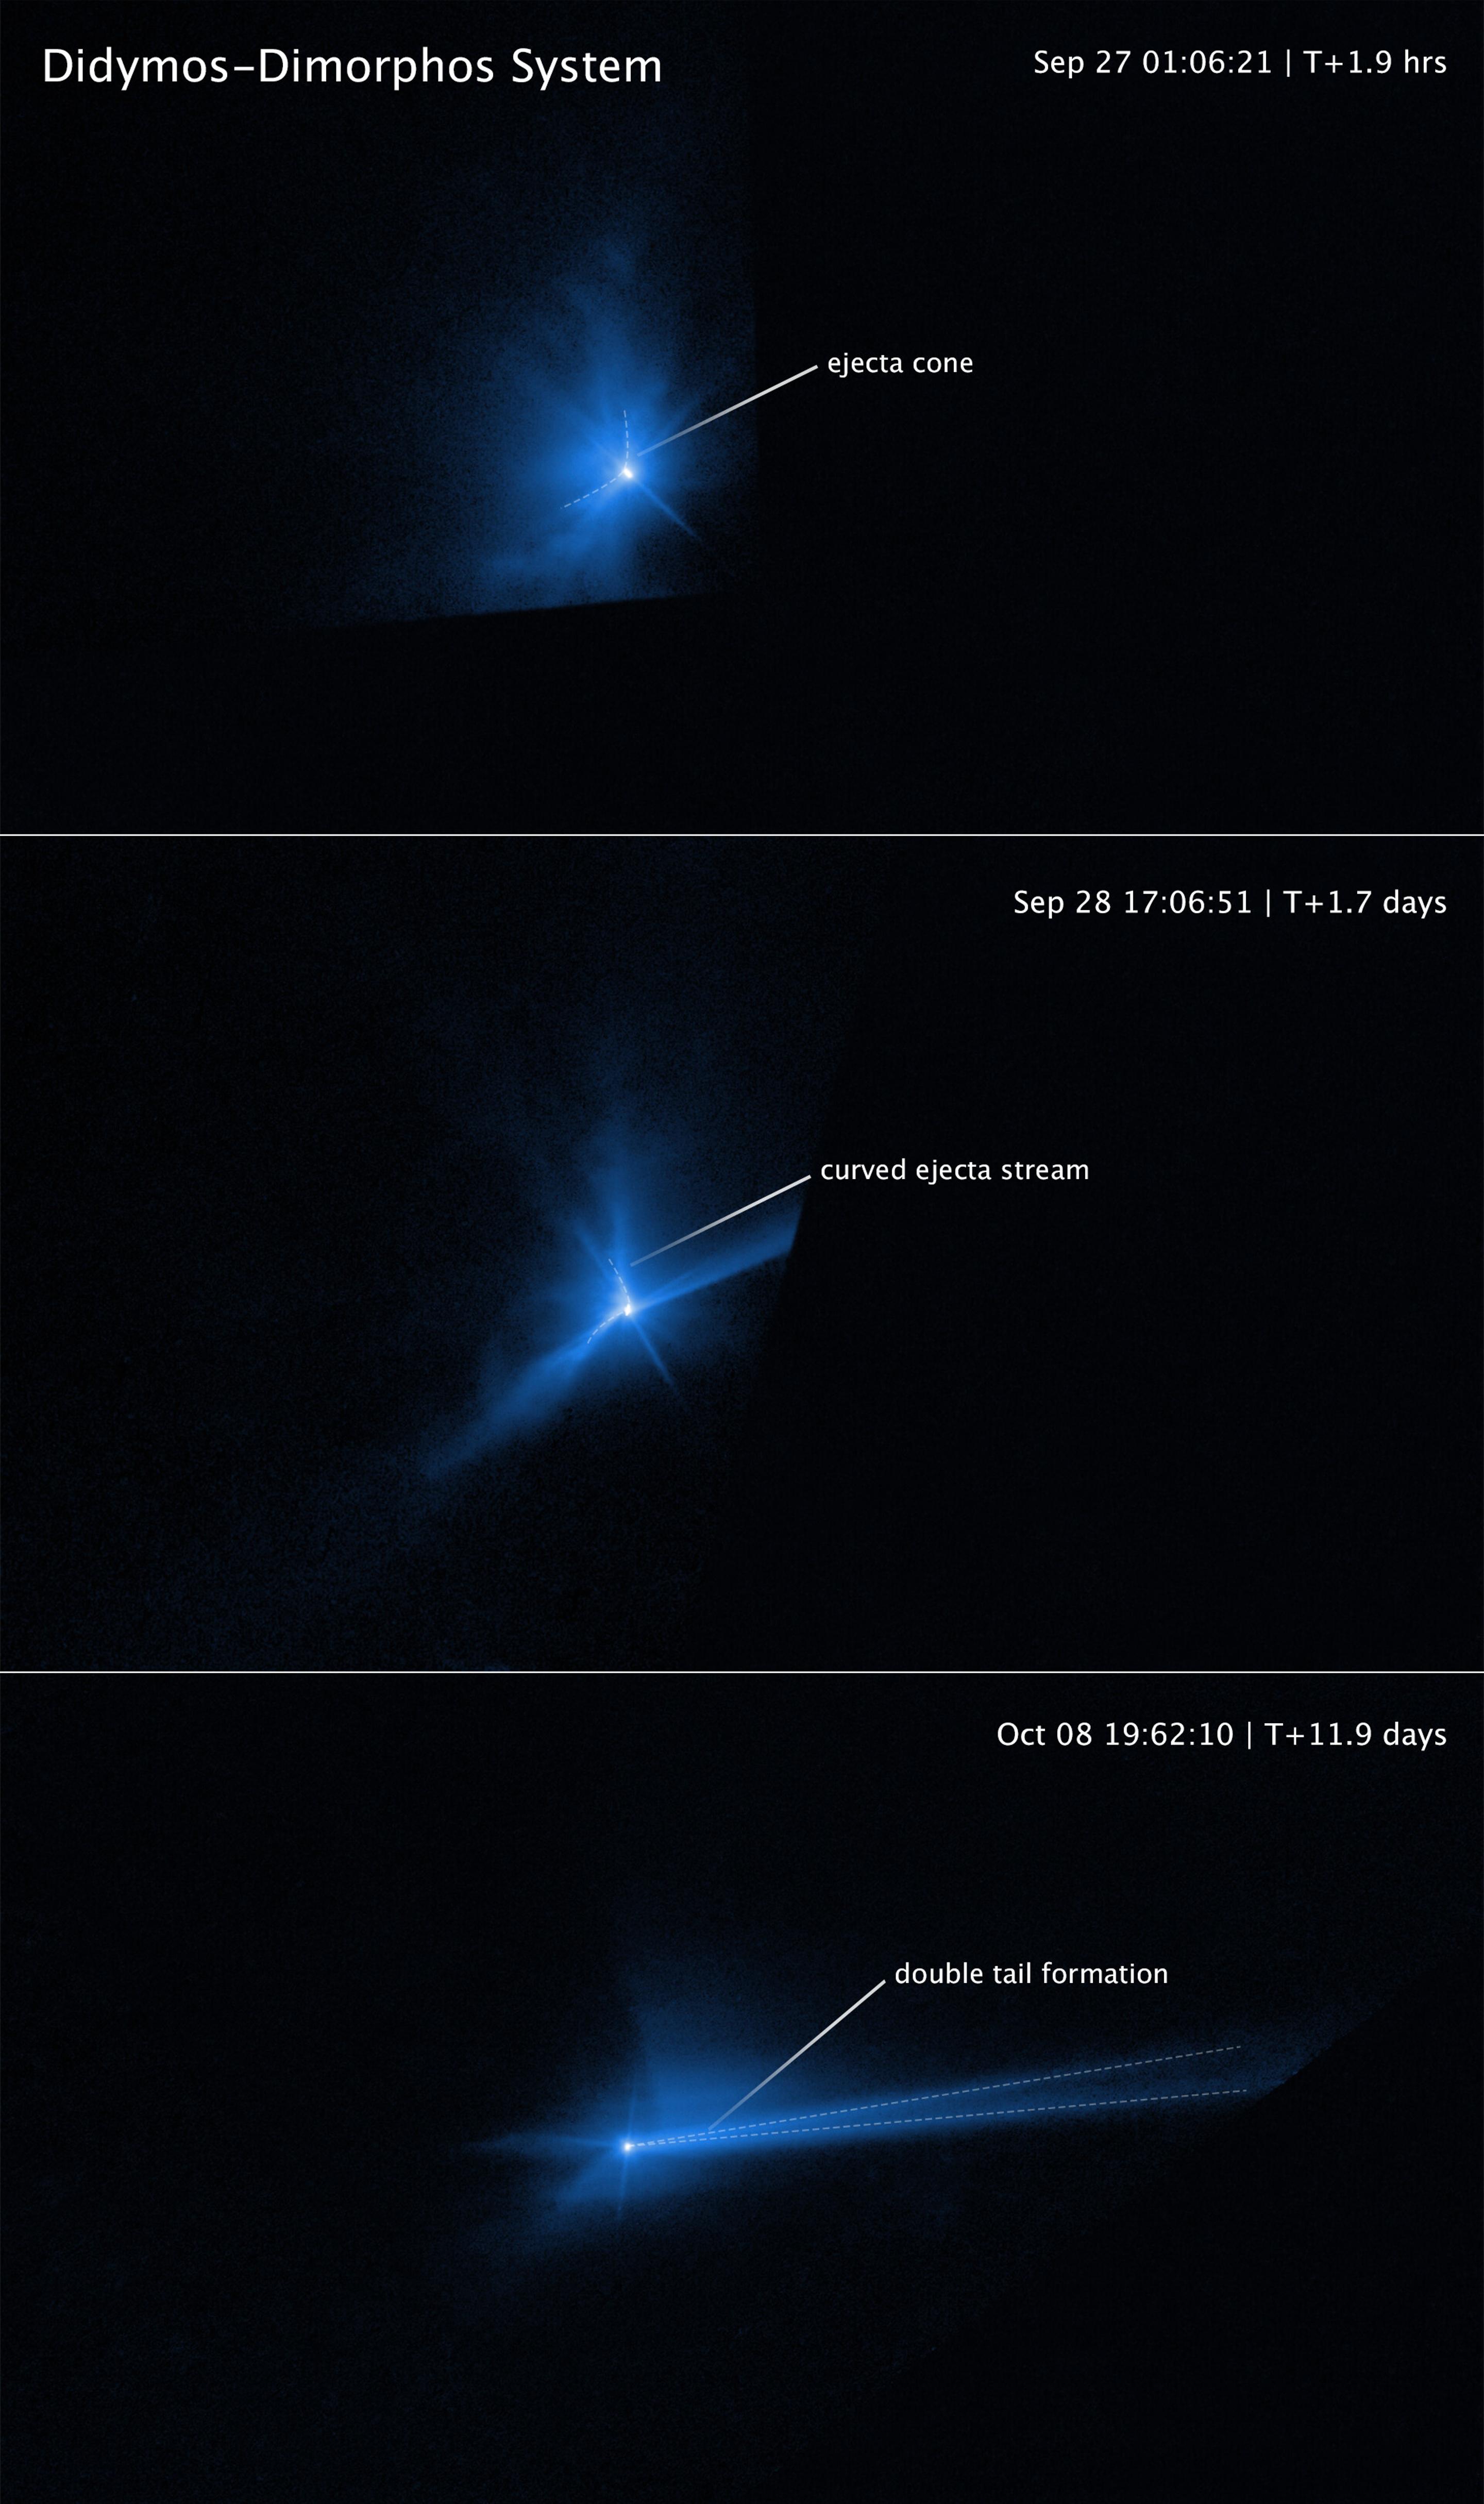 Didymos–Dimorphos System
Sep 27 01:06:21 | T+1.9 hrs
ejecta cone
Sep 28 17:06:51 | T+1.7 days
curved ejecta stream
Oct 08 19:62:10 | T+11.9 days
double tail formation